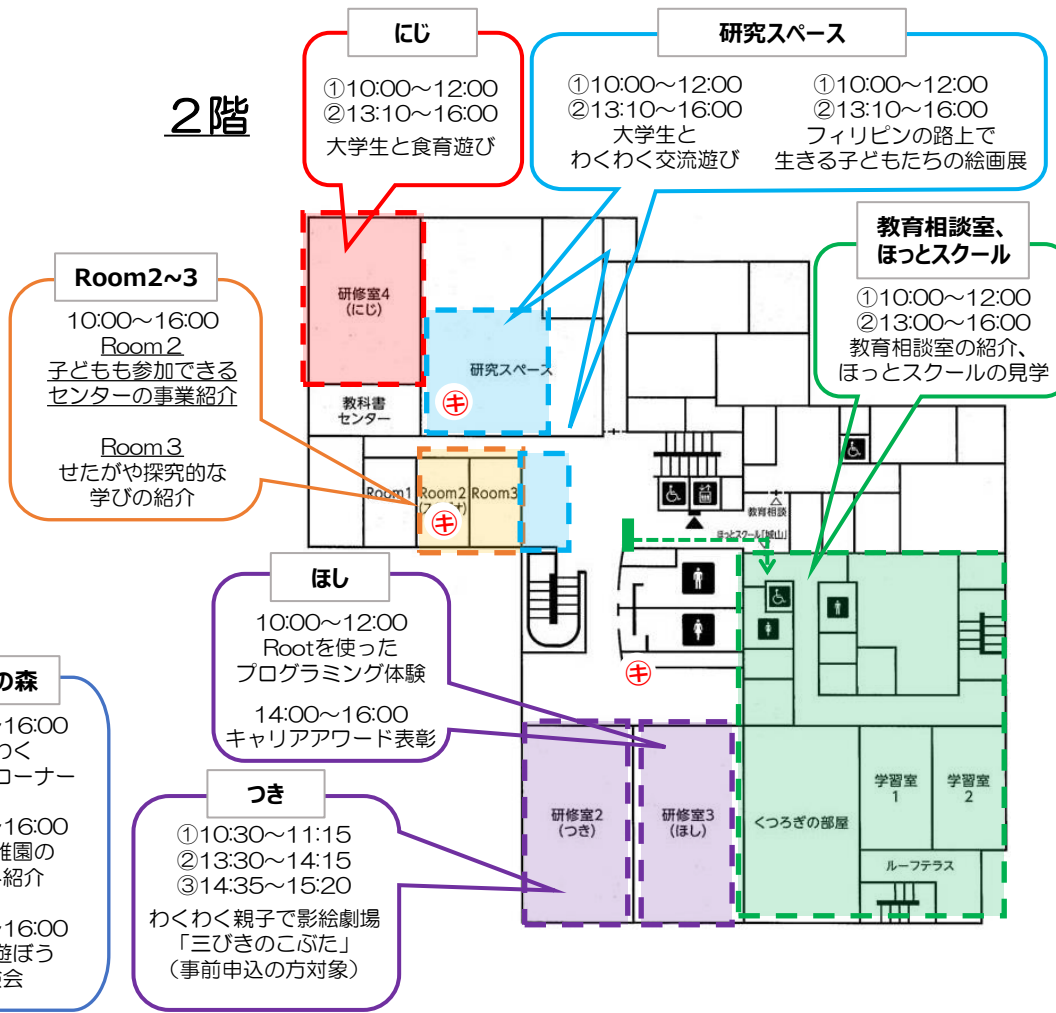 2階
にじ
①10:00～12:00
②13:10～16:00
大学生と食育遊び
研究スペース
①10:00～12:00
②13:10～16:00
大学生と
わくわく交流遊び
①10:00～12:00
②13:10～16:00
フィリピンの路上で
生きる子どもたちの絵画展
教育相談室、
ほっとスクール
①10:00～12:00
②13:00～16:00
教育相談室の紹介、
ほっとスクールの見学
Room2~3
10:00～16:00
Room2
子どもも参加できる
センターの事業紹介
Room3
せたがや探究的な
学びの紹介
研修室4
(にじ)
研究スペース
教科書
センター
キ
Room1
Room2
Room3
キ
教育相談
ほっとスクール「城山」
ほし
10:00～12:00
Rootを使った
プログラミング体験
14:00～16:00
キャリアアワード表彰
キ
の森
~16:00
わく
コーナー
~16:00
稚園の
紹介
~16:00
遊ぼう
会
つき
①10:30～11:15
②13:30～14:15
③14:35～15:20
わくわく親子で影絵劇場
「三びきのこぶた」
（事前申込の方対象）
研修室2
(つき)
研修室3
(ほし)
くつろぎの部屋
学習室
1
学習室
2
ルーフテラス